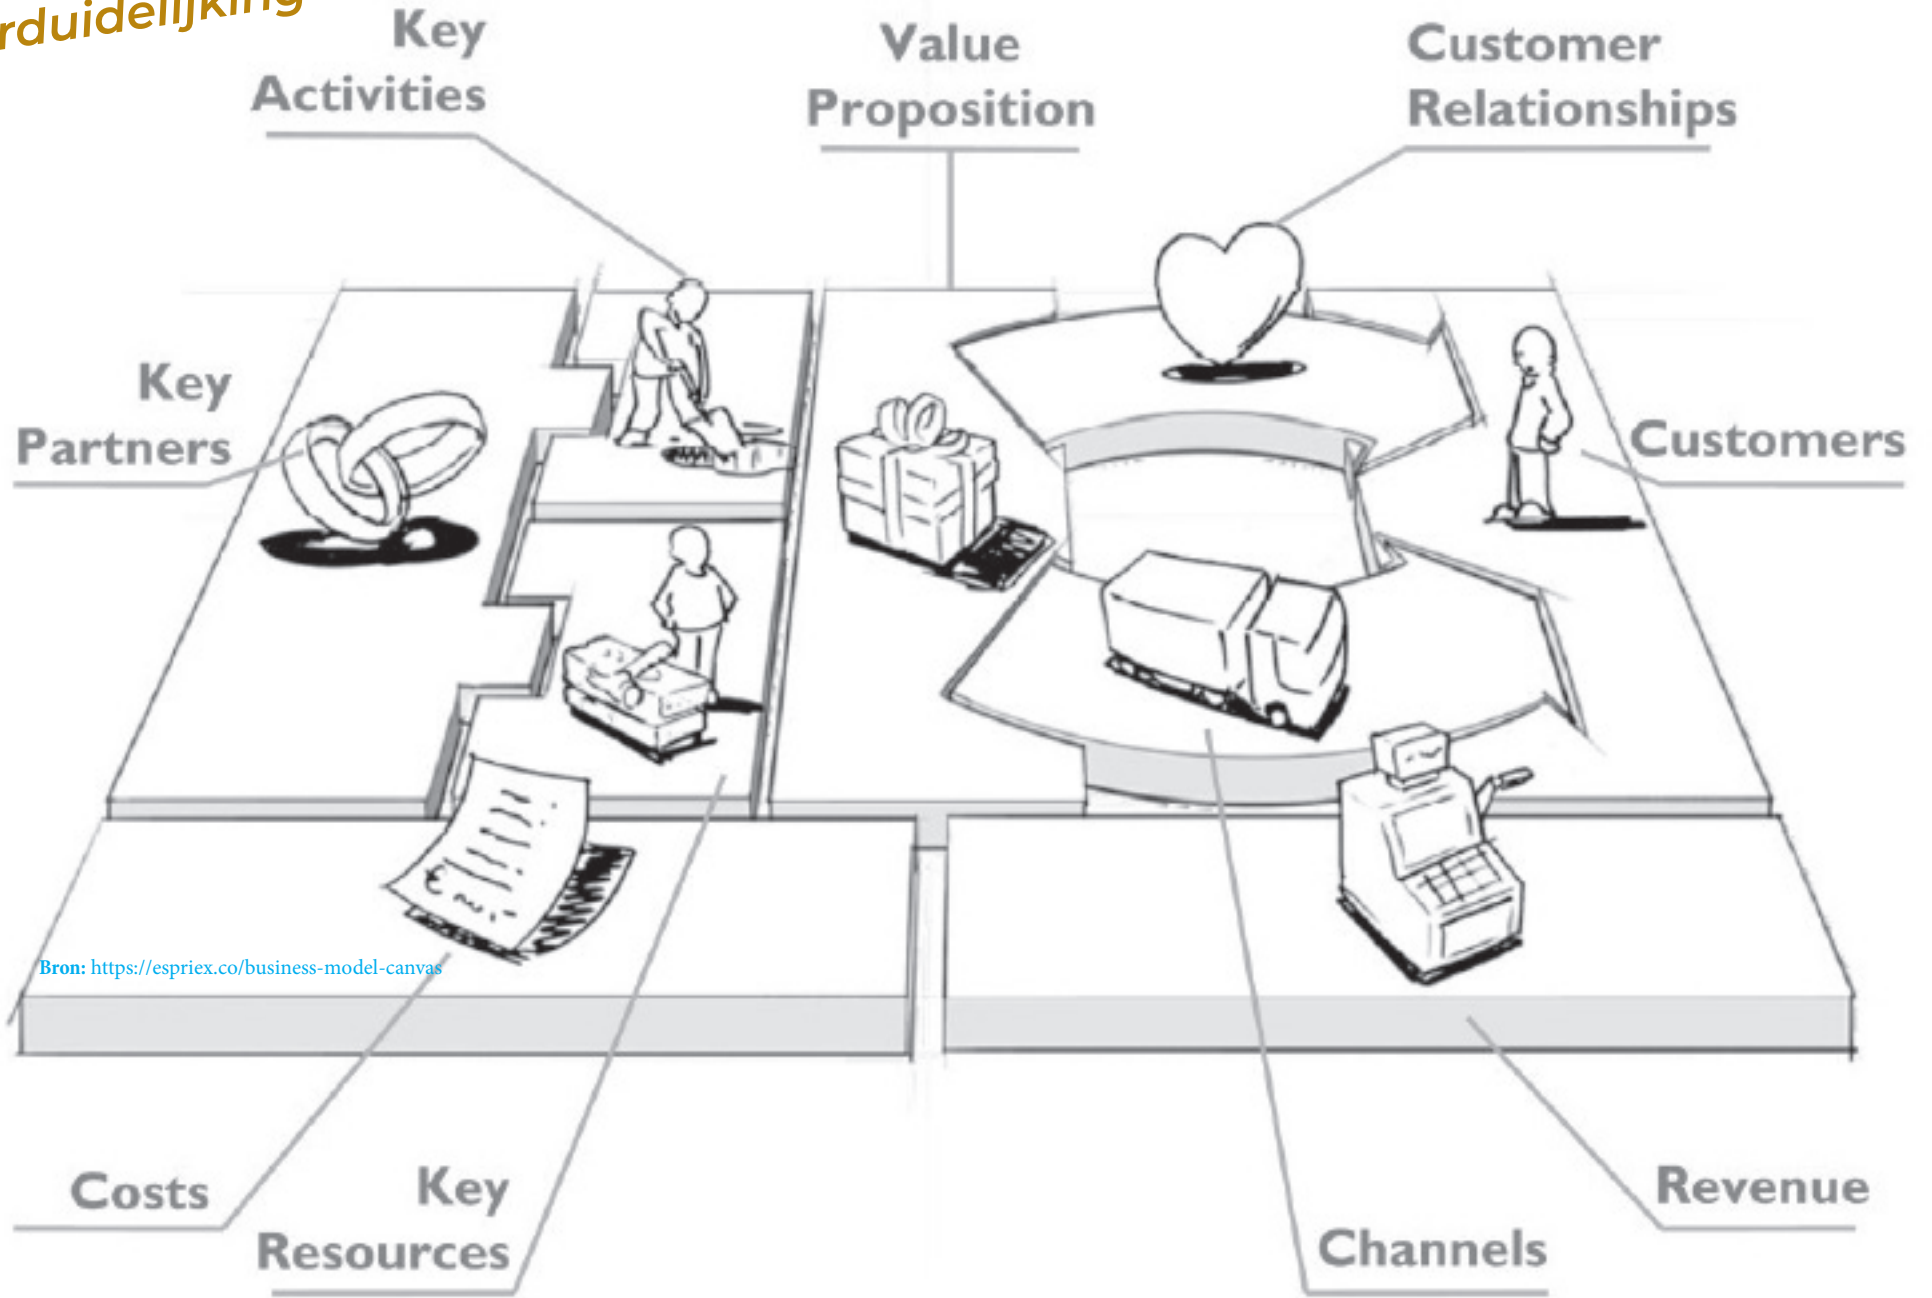 Key
Activities
Value
Proposition
Customer
Relationships
Key
Partners
Customers
Bron: https://espriex.co/business-model-canvas
Costs
Key
Resources
Channels
Revenue